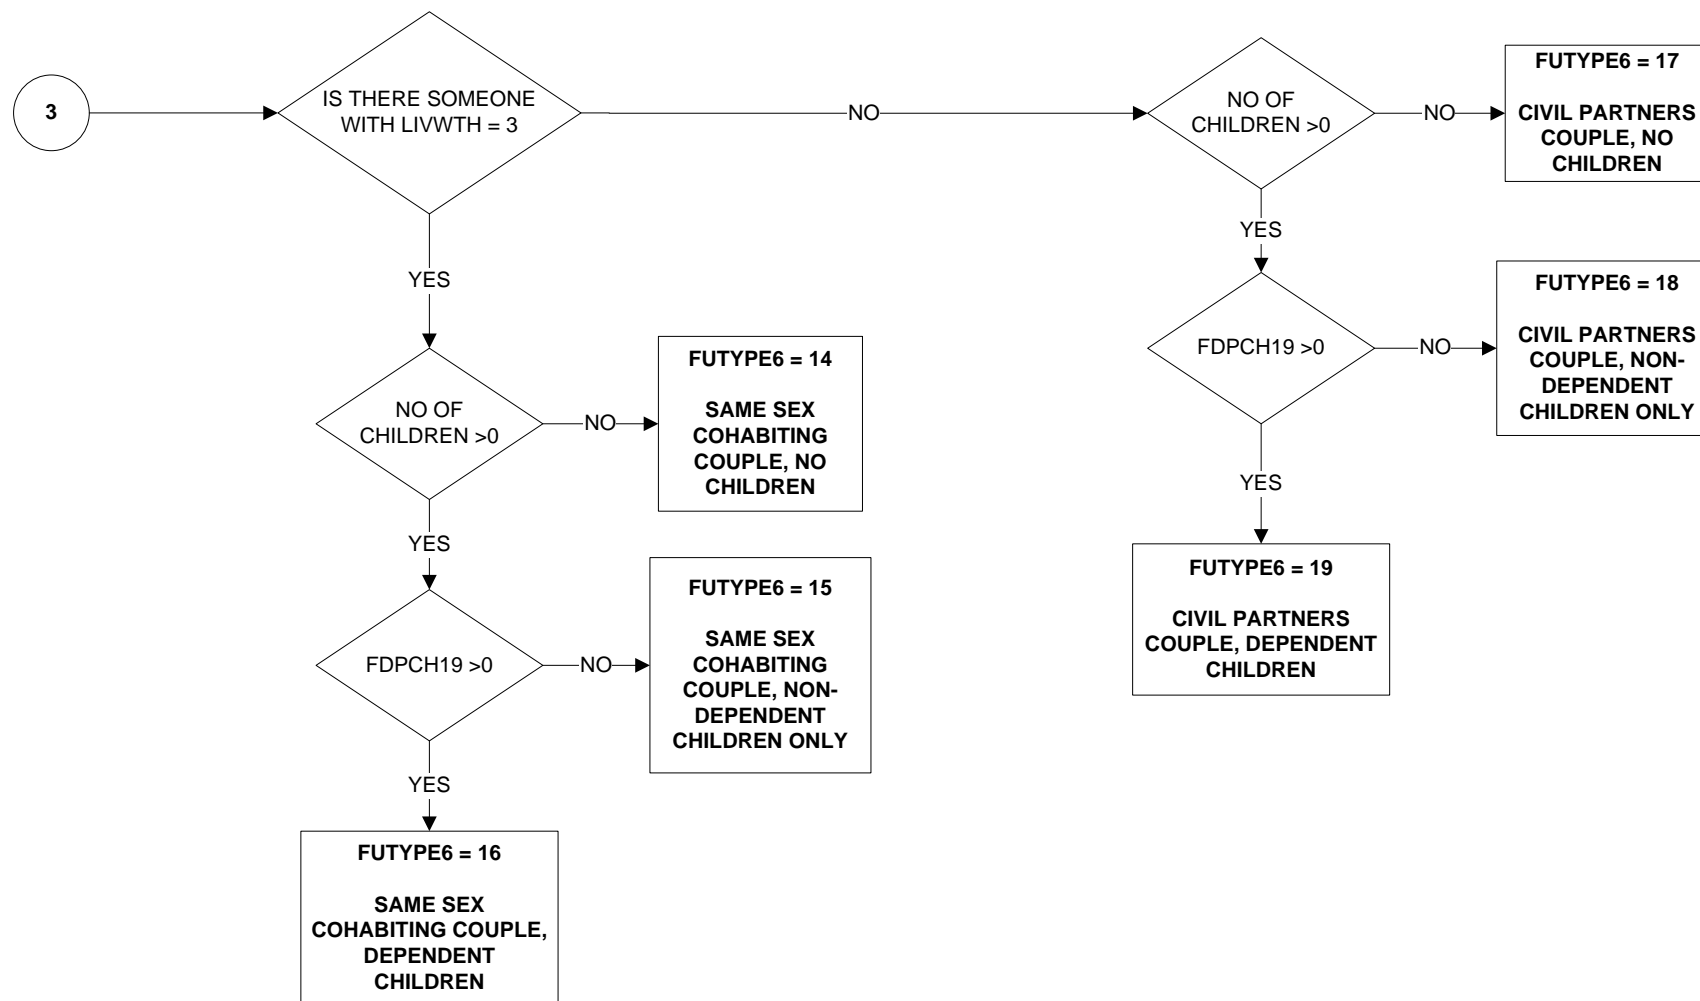 3
IS THERE SOMEONE
WITH LIVWTH = 3
NO
NO OF
CHILDREN >0
NO
FUTYPE6 = 17
CIVIL PARTNERS
COUPLE, NO
CHILDREN
YES
YES
FDPCH19 >0
NO
FUTYPE6 = 18
CIVIL PARTNERS
COUPLE, NON-
DEPENDENT
CHILDREN ONLY
NO OF
CHILDREN >0
NO
FUTYPE6 = 14
SAME SEX
COHABITING
COUPLE, NO
CHILDREN
YES
YES
FUTYPE6 = 19
CIVIL PARTNERS
COUPLE, DEPENDENT
CHILDREN
FDPCH19 >0
NO
FUTYPE6 = 15
SAME SEX
COHABITING
COUPLE, NON-
DEPENDENT
CHILDREN ONLY
YES
FUTYPE6 = 16
SAME SEX
COHABITING COUPLE,
DEPENDENT
CHILDREN